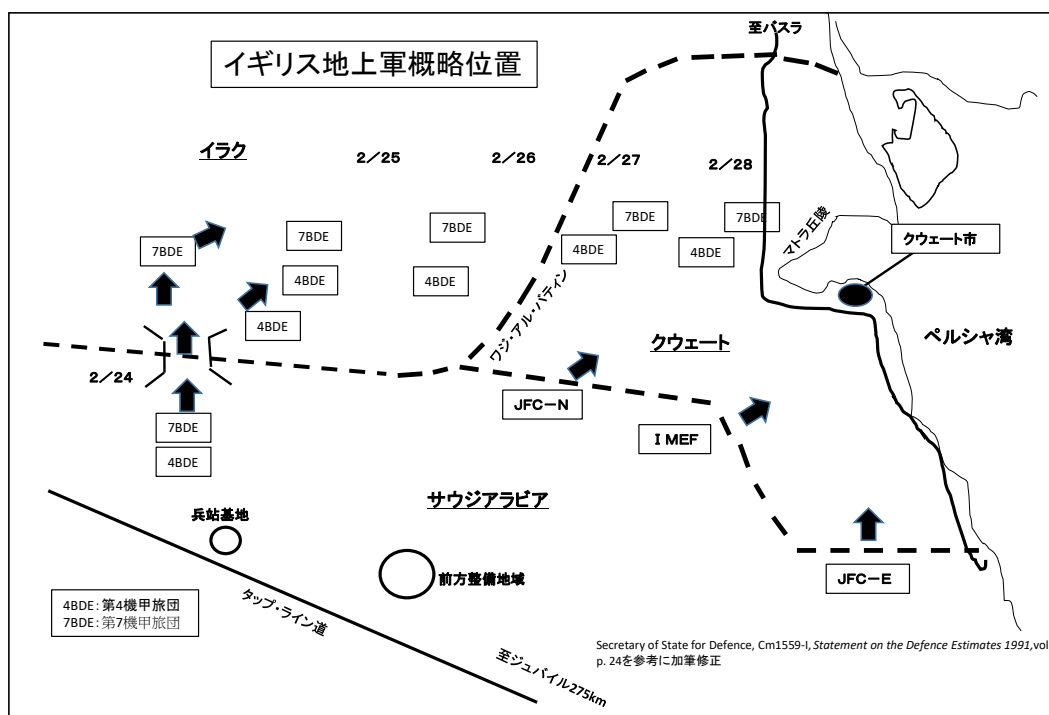 イギリス地上軍概略位置
至バスラ
イラク
2／25
2／26
2／27
2／28
7BDE
7BDE
7BDE
7BDE
7BDE
マトラ丘陵
クウェート市
4BDE
4BDE
4BDE
4BDE
4BDE
ワジ・アル・バティン
クウェート
ペルシャ湾
2／24
JFC－N
7BDE
I MEF
4BDE
サウジアラビア
兵站基地
前方整備地域
JFC－E
4BDE：第4機甲旅団
7BDE：第7機甲旅団
タップ・ライン道
至ジュバイル275km
Secretary of State for Defence, Cm1559-I, Statement on the Defence Estimates 1991,vol
p. 24を参考に加筆修正